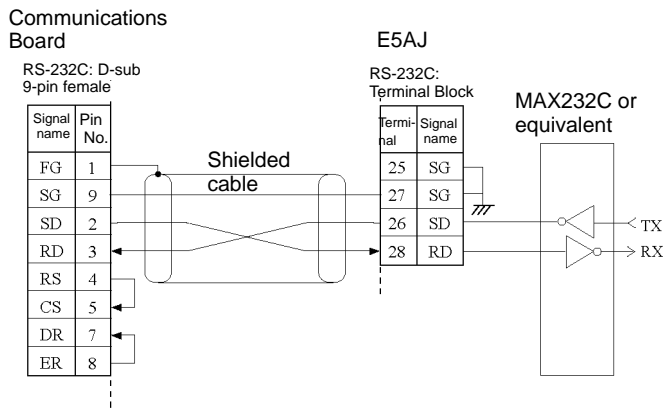 Communications
Board
RS-232C: D-sub
9-pin female
Signal name Pin No.
FG 1
SG 9
SD 2
RD 3
RS 4
CS 5
DR 7
ER 8
Shielded
cable
E5AJ
RS-232C:
Terminal Block
Termi-nal Signal name
25 SG
27 SG
26 SD
28 RD
MAX232C or
equivalent
TX
RX